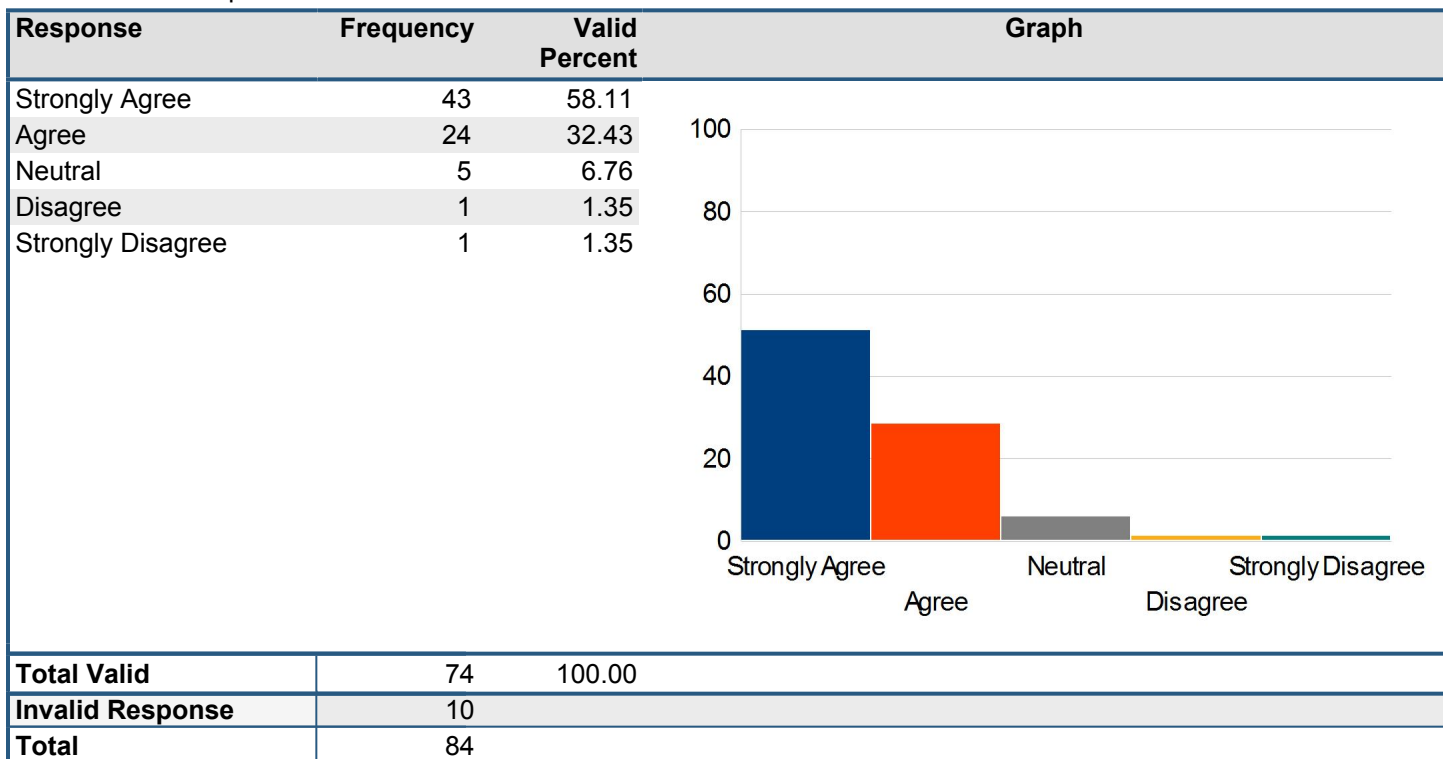 Response Frequency Valid Percent Graph
Strongly Agree 43 58.11
Agree 24 32.43
Neutral 5 6.76
Disagree 1 1.35
Strongly Disagree 1 1.35
100
80
60
40
20
0
Strongly Agree Neutral Strongly Disagree
Agree Disagree
Total Valid 74 100.00
Invalid Response 10
Total 84